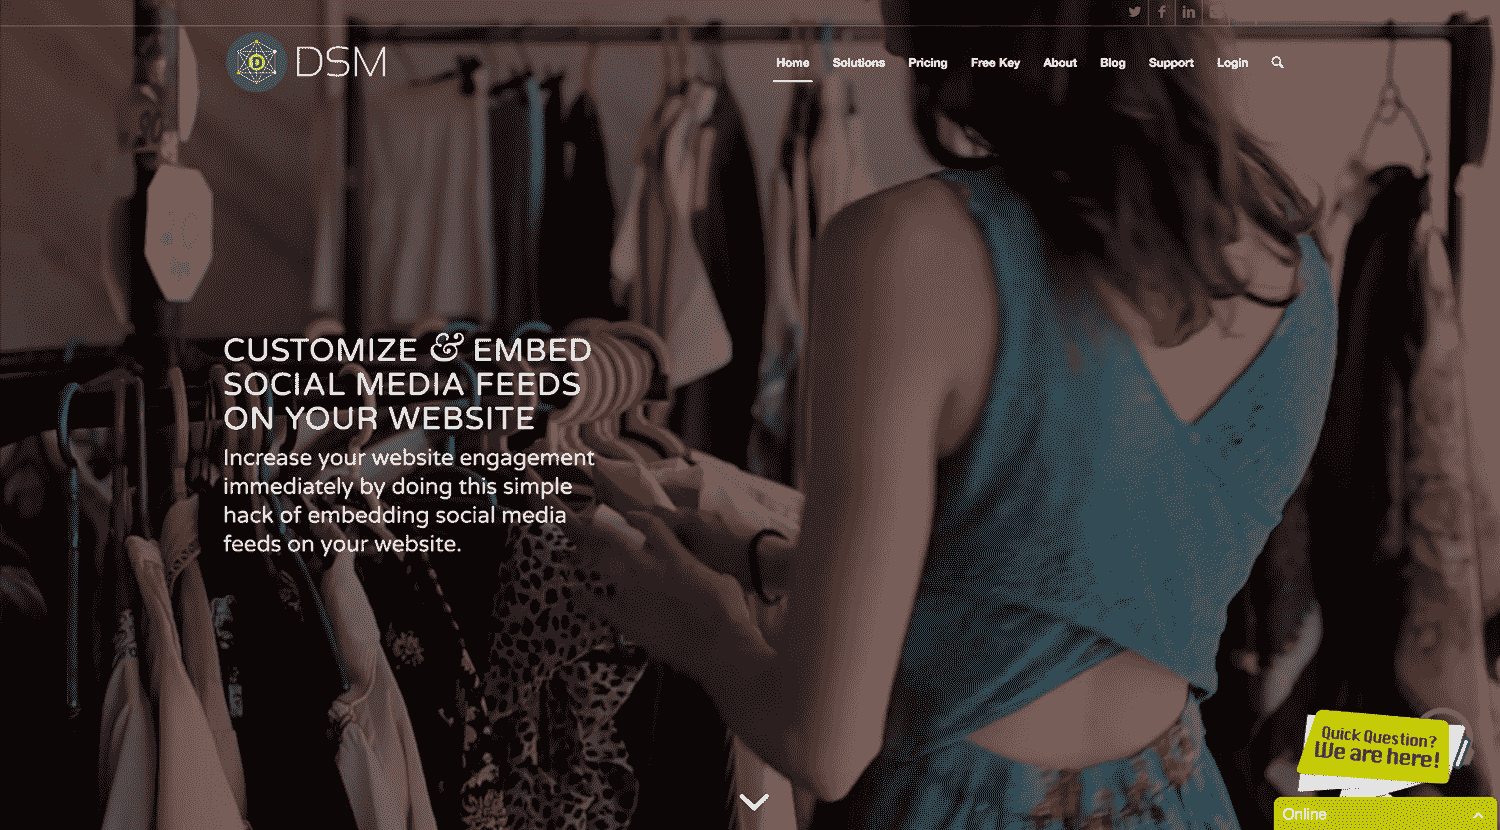 DSM
Home Solutions Pricing Free Key About Blog Support Login
CUSTOMIZE & EMBED
SOCIAL MEDIA FEEDS
ON YOUR WEBSITE
Increase your website engagement
immediately by doing this simple
hack of embedding social media
feeds on your website.
Quick Question?
We are here!
Online